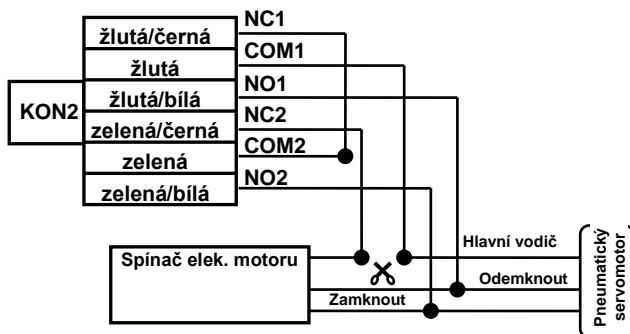 KON2
žlutá/černá
NC1
žlutá
COM1
žlutá/bílá
NO1
zelená/černá
NC2
zelená
COM2
zelená/bílá
NO2
Spínač elek. motoru
Hlavní vodič
Odemknout
Zamknout
Pneumatický
servomotor